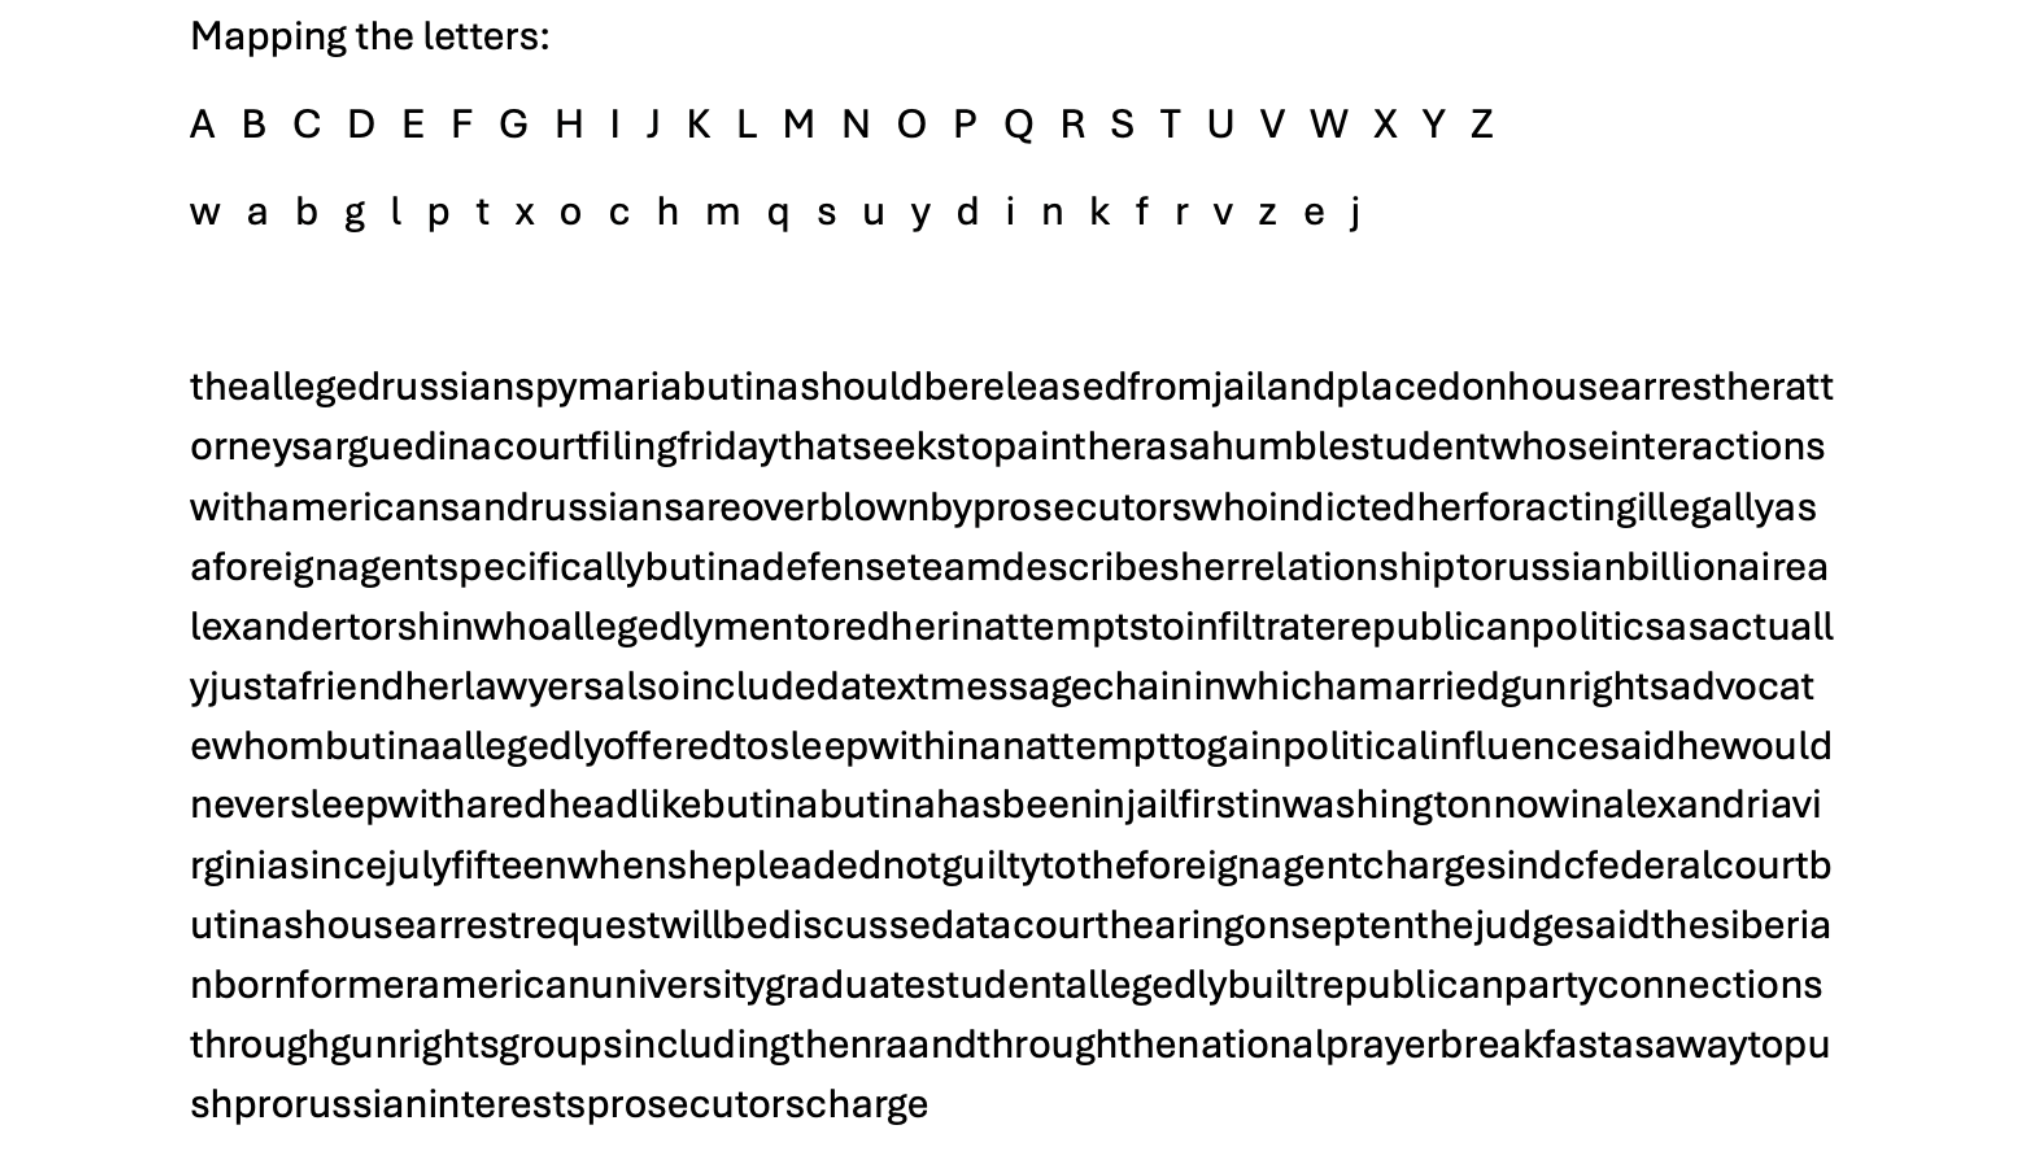 Mapping the letters:
A B C D E F G H I J K L M N O P Q R S T U V W X Y Z
w a b g l p t x o c h m q s u y d i n k f r v z e j
theallegedrussianspymariabutinashouldbereleasedfromjailandplacedonhousearrestheratt
orneysarguedinacourtfilingfridaythatseekstopaintherasahumblestudentwhoseinteractions
withamericansandrussiansareoverblownbyprosecutorswhoindictedherforactingillegallyas
aforeignagentspecificallybutinadefenseteamdescribesherrelationshiptorussianbillionairea
lexandertorshinwhoallegedlymentoredherinattemptstoinfiltraterepublicanpoliticsasactuall
yjustafriendherlawyersalsoincludedatextmessagechaininwhichamarriedgunrightsadvocat
ewhombutinaallegedlyofferedtosleepwithinanattempttogainpoliticalinfluencesaidhewould
neversleepwitharedheadlikebutinabutinahasbeeninjailfirstinwashingtonnowinalexandriavi
rginiasincejulyfifteenwhenshepleadednotguiltytotheforeignagentchargesindcfederalcourtb
utinashousearrestrequestwillbediscussedatacourthearingonseptenthejudgesaidthesiberia
nbornformeramericanuniversitygraduatestudentallegedlybuiltrepublicanpartyconnections
throughgunrightsgroupsincludingthenraandthroughthenationalprayerbreakfastasawaytopu
shprorussianinterestsprosecutorscharge